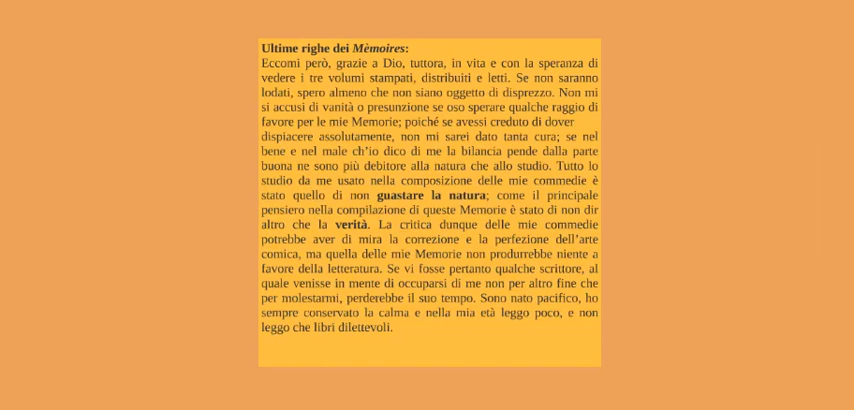 Ultime righe dei Mèmoires:
Eccomi però, grazie a Dio, tuttora, in vita e con la speranza di
vedere i tre volumi stampati, distribuiti e letti. Se non saranno
lodati, spero almeno che non siano oggetto di disprezzo. Non mi
si accusi di vanità o presunzione se oso sperare qualche raggio di
favore per le mie Memorie; poiché se avessi creduto di dover
dispiacere assolutamente, non mi sarei dato tanta cura; se nel
bene e nel male ch'io dico di me la bilancia pende dalla parte
buona ne sono più debitore alla natura che allo studio. Tutto lo
studio da me usato nella composizione delle mie commedie è
stato quello di non guastare la natura; come il principale
pensiero nella compilazione di queste Memorie è stato di non dir
altro che la verità. La critica dunque delle mie commedie
potrebbe aver di mira la correzione e la perfezione dell'arte
comica, ma quella delle mie Memorie non produrrebbe niente a
favore della letteratura. Se vi fosse pertanto qualche scrittore, al
quale venisse in mente di occuparsi di me non per altro fine che
per molestarmi, perderebbe il suo tempo. Sono nato pacifico, ho
sempre conservato la calma e nella mia età leggo poco, e non
leggo che libri dilettevoli.